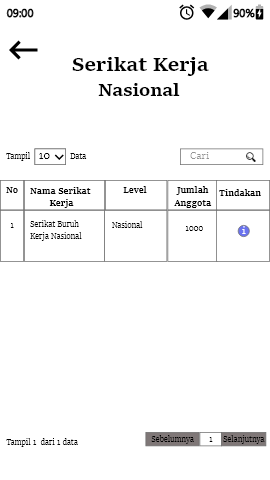 09:00 90%
Serikat Kerja
Nasional
Tampil 10 Data Cari
No Nama Serikat Kerja Level Jumlah Anggota Tindakan
1 Serikat Buruh Kerja Nasional Nasional 1000 i
Tampil 1 dari 1 data Sebelumnya 1 Selanjutnya